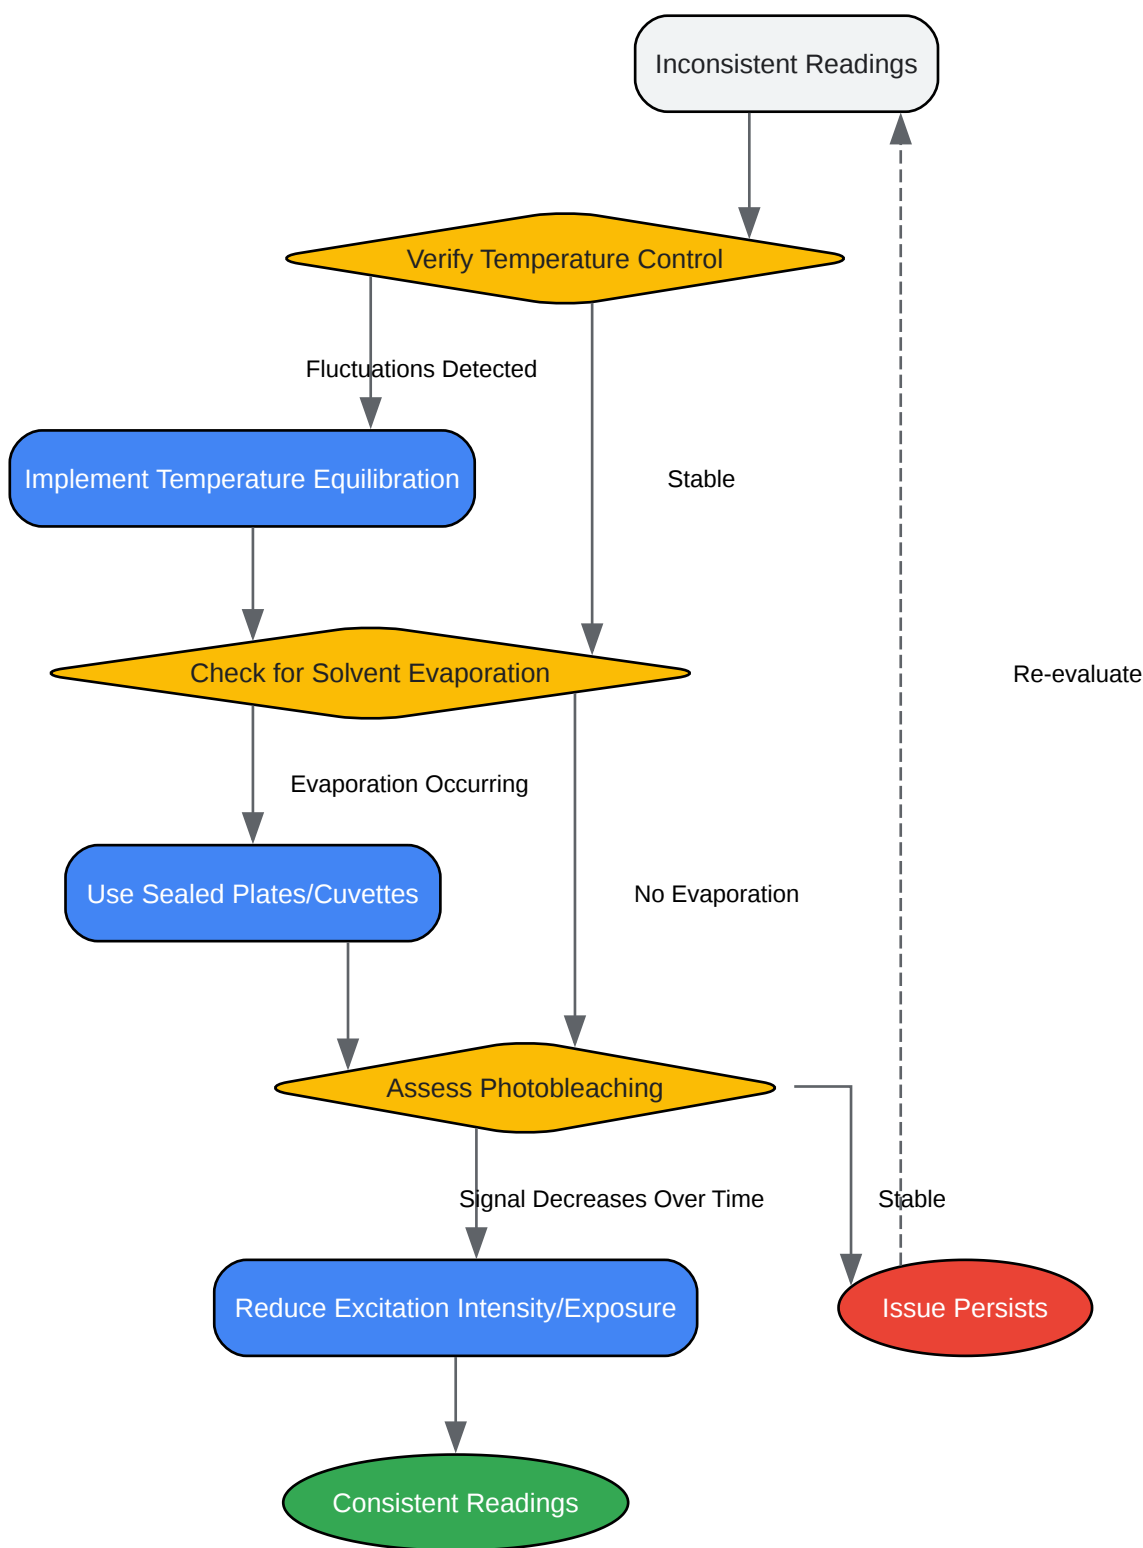 Inconsistent Readings
Verify Temperature Control
Fluctuations Detected
Implement Temperature Equilibration
Stable
Check for Solvent Evaporation
Re-evaluate
Evaporation Occurring
Use Sealed Plates/Cuvettes
No Evaporation
Assess Photobleaching
Signal Decreases Over Time
Stable
Reduce Excitation Intensity/Exposure
Issue Persists
Consistent Readings